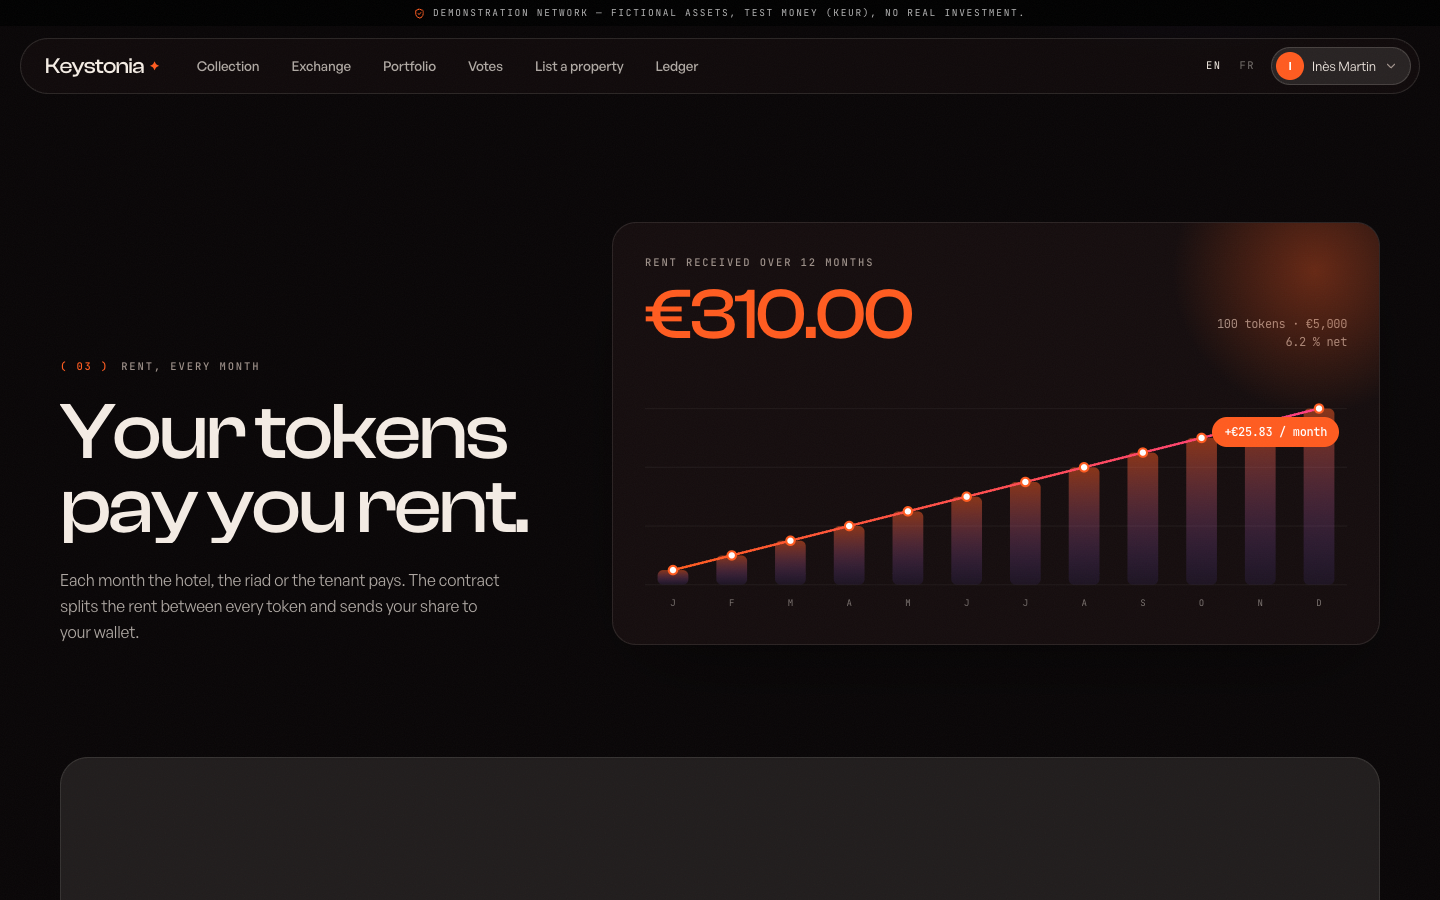 DEMONSTRATION NETWORK — FICTIONAL ASSETS, TEST MONEY (KEUR), NO REAL INVESTMENT.
Keystonia
Collection
Exchange
Portfolio
Votes
List a property
Ledger
EN
FR
I
Inès Martin
( 03 ) RENT, EVERY MONTH
Your tokens
pay you rent.
Each month the hotel, the riad or the tenant pays. The contract
splits the rent between every token and sends your share to
your wallet.
RENT RECEIVED OVER 12 MONTHS
€310.00
100 tokens · €5,000
6.2 % net
+€25.83 / month
J F M A M J J A S O N D